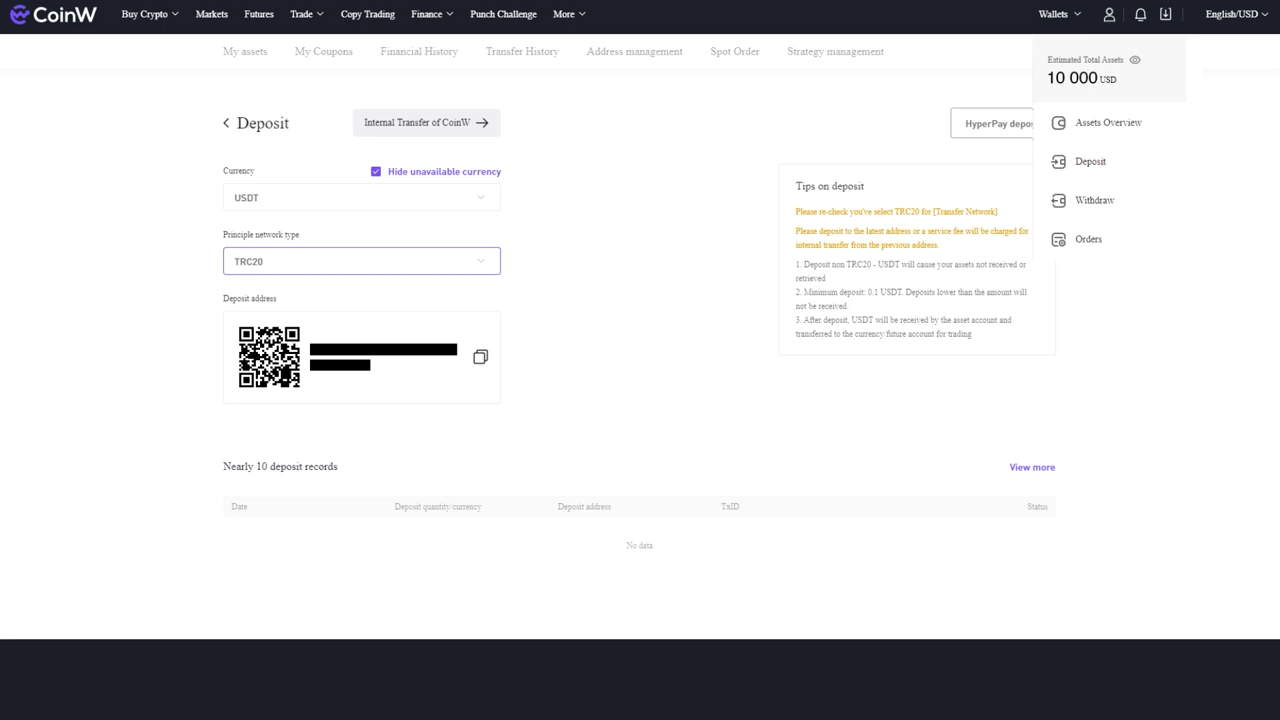 CoinW
Buy Crypto
Markets
Futures
Trade
Copy Trading
Finance
Punch Challenge
More
Wallets
English/USD
My assets
My Coupons
Financial History
Transfer History
Address management
Spot Order
Strategy management
Estimated Total Assets
10 000 USD
Assets Overview
Deposit
Withdraw
Orders
Deposit
Internal Transfer of CoinW
HyperPay depos
Currency
Hide unavailable currency
USDT
Principle network type
TRC20
Deposit address
Tips on deposit
Please re-check you've select TRC20 for [Transfer Network]
Please deposit to the latest address or a service fee will be charged for
internal transfer from the previous address.
1. Deposit non TRC20 - USDT will cause your assets not received or
retrieved
2. Minimum deposit: 0.1 USDT. Deposits lower than the amount will
not be received.
3. After deposit, USDT will be received by the asset account and
transferred to the currency/future account for trading
Nearly 10 deposit records
View more
Date
Deposit quantity/currency
Deposit address
TxID
Status
No data